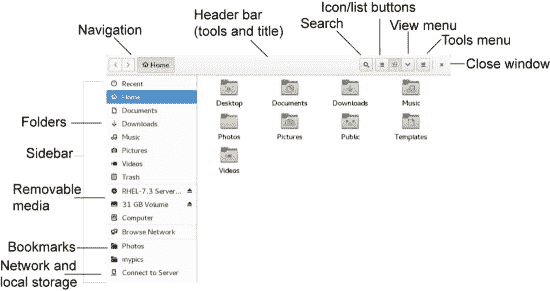 Icon/list buttons
Header bar
(tools and title)
Search
View menu
Navigation
Tools menu
Close window
Home
Folders
Sidebar
Removable
media
Bookmarks
Network and
local storage
Recent
Home
Documents
Downloads
Music
Pictures
Videos
Trash
RHEL-7.3 Server...
31 GB Volume
Computer
Browse Network
Photos
mypics
Connect to Server
Desktop
Documents
Downloads
Music
Photos
Pictures
Public
Templates
Videos